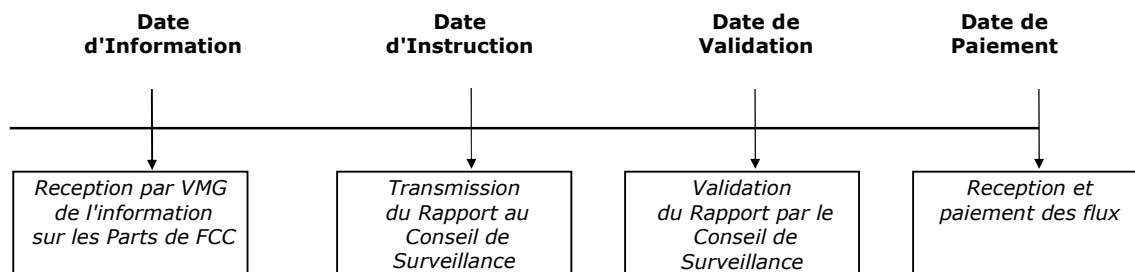 Date
d'Information
Date
d'Instruction
Date de
Validation
Date de
Paiement
Reception par VMG
de l'information
sur les Parts de FCC
Transmission
du Rapport au
Conseil de
Surveillance
Validation
du Rapport par le
Conseil de
Surveillance
Reception et
paiement des flux